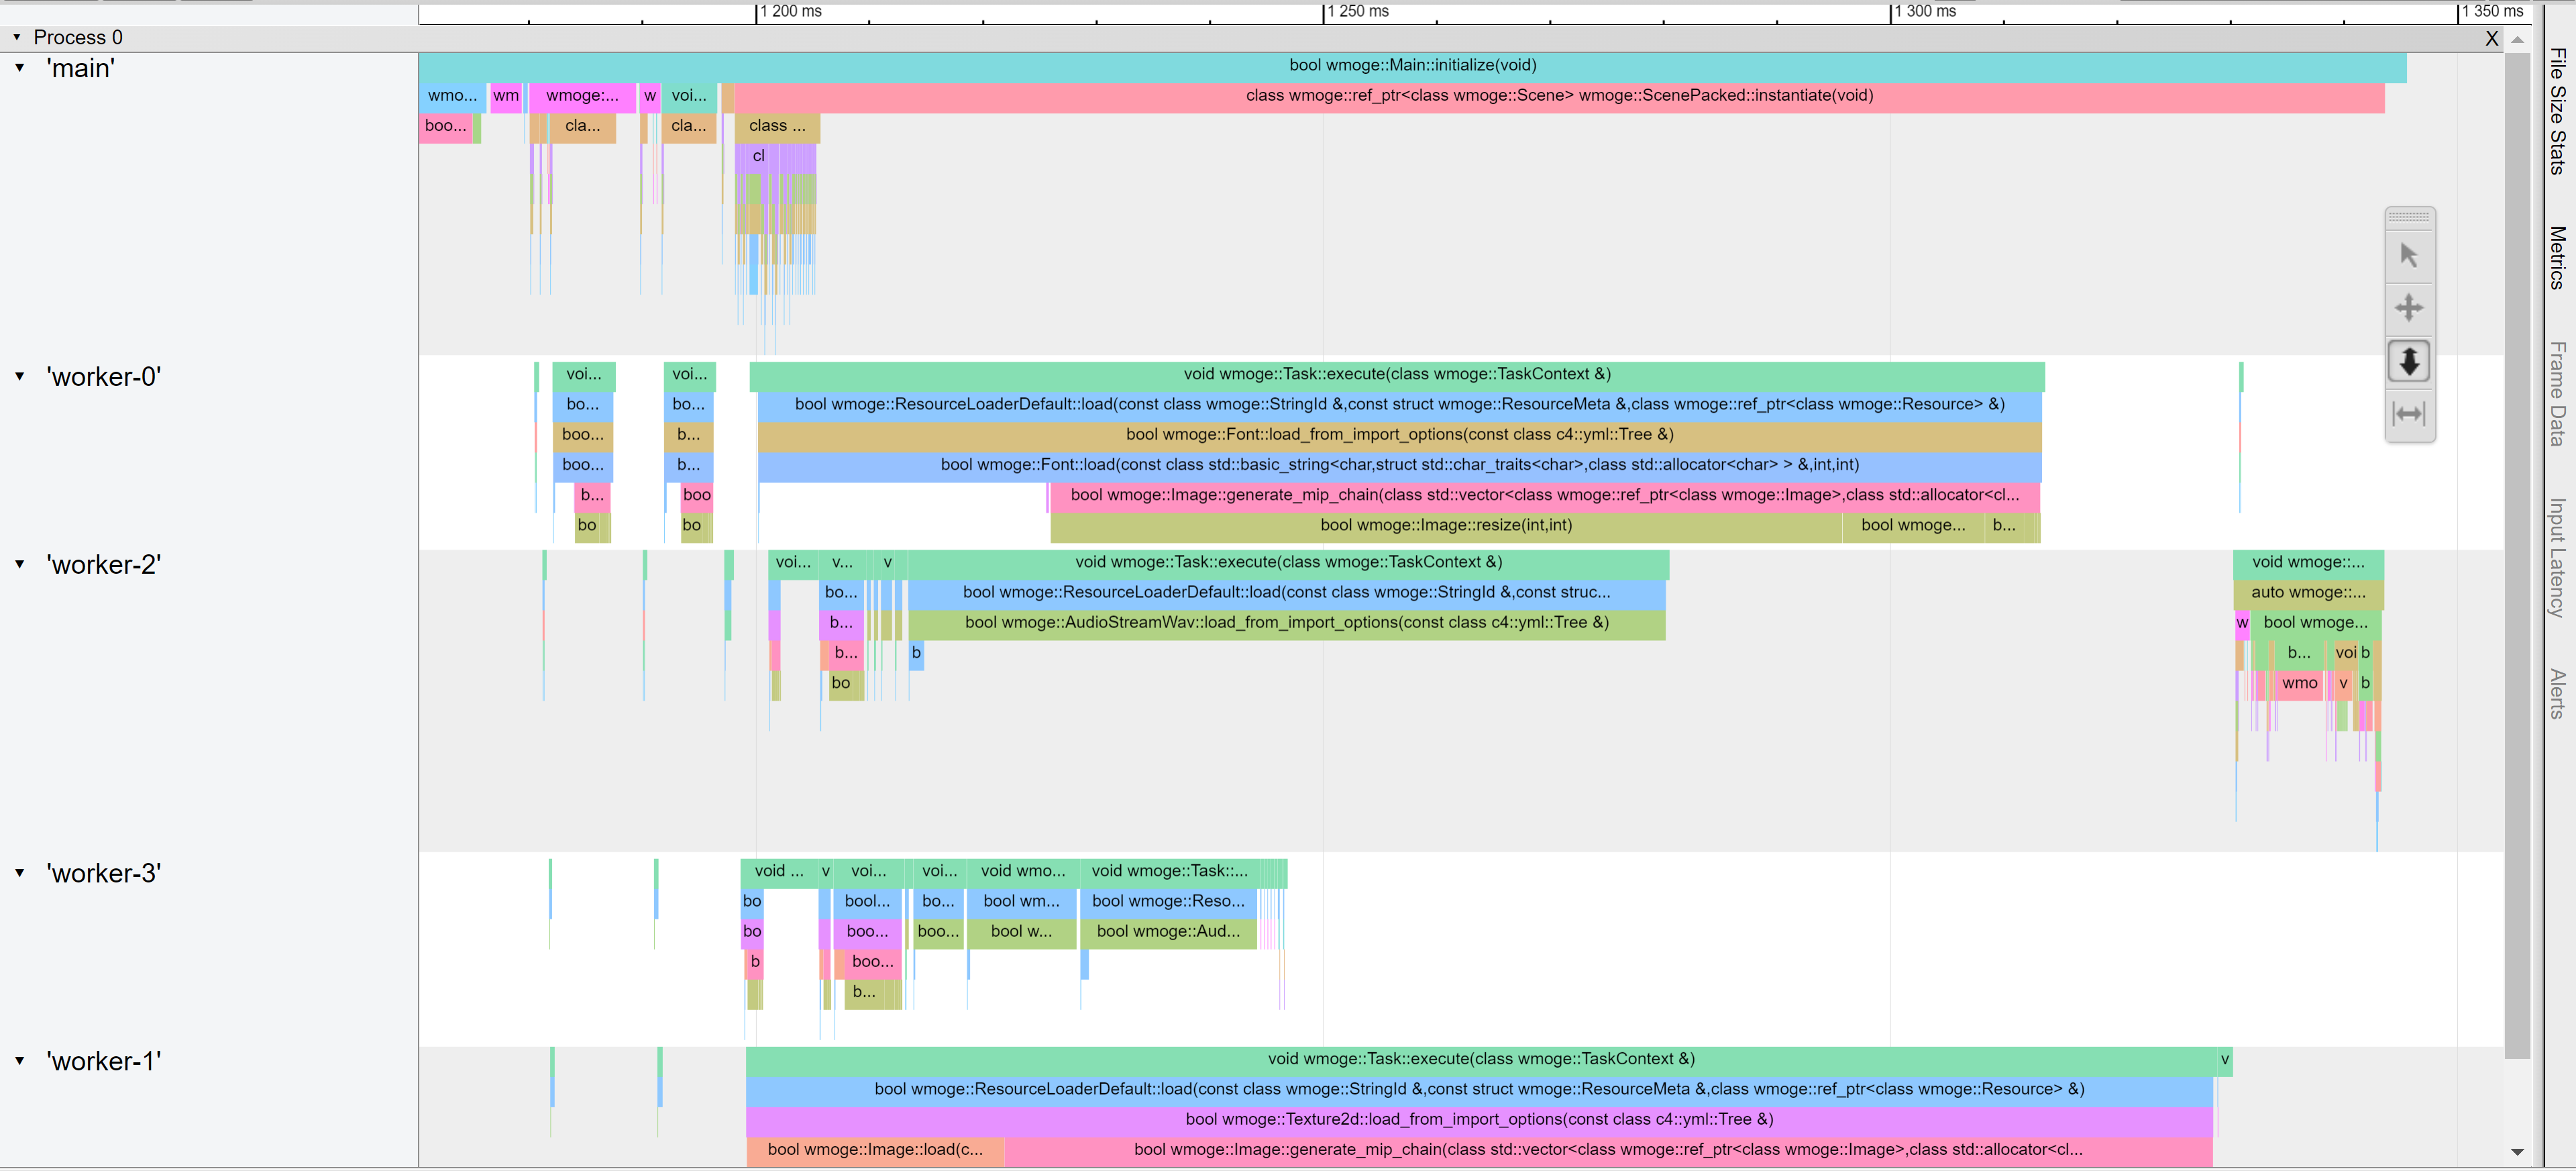 1 200 ms 1 250 ms 1 300 ms 1 350 ms
Process 0 X
'main'
bool wmoge::Main::initialize(void)
wmo... wm wmoge:... w voi... class wmoge::ref_ptr<class wmoge::Scene> wmoge::ScenePacked::instantiate(void)
boo... cla... cla... class ...
cl
'worker-0'
voi... voi... void wmoge::Task::execute(class wmoge::TaskContext &)
bo... bo... bool wmoge::ResourceLoaderDefault::load(const class wmoge::StringId &,const struct wmoge::ResourceMeta &,class wmoge::ref_ptr<class wmoge::Resource> &)
boo... b... bool wmoge::Font::load_from_import_options(const class c4::yml::Tree &)
boo... b... bool wmoge::Font::load(const class std::basic_string<char,struct std::char_traits<char>,class std::allocator<char> > &,int,int)
b... boo bool wmoge::Image::generate_mip_chain(class std::vector<class wmoge::ref_ptr<class wmoge::Image>,class std::allocator<cl...
bo bo bool wmoge::Image::resize(int,int) bool wmoge... b...
'worker-2'
voi... v... v void wmoge::Task::execute(class wmoge::TaskContext &) void wmoge::...
bo... bool wmoge::ResourceLoaderDefault::load(const class wmoge::StringId &,const struc... auto wmoge::...
b... bool wmoge::AudioStreamWav::load_from_import_options(const class c4::yml::Tree &) w bool wmoge...
b... b b... voi b
bo wmo v b
'worker-3'
void ... v voi... voi... void wmo... void wmoge::Task::...
bo bool... bo... bool wm... bool wmoge::Reso...
bo boo... boo... bool w... bool wmoge::Aud...
b boo...
b...
'worker-1'
void wmoge::Task::execute(class wmoge::TaskContext &) v
bool wmoge::ResourceLoaderDefault::load(const class wmoge::StringId &,const struct wmoge::ResourceMeta &,class wmoge::ref_ptr<class wmoge::Resource> &)
bool wmoge::Texture2d::load_from_import_options(const class c4::yml::Tree &)
bool wmoge::Image::load(c... bool wmoge::Image::generate_mip_chain(class std::vector<class wmoge::ref_ptr<class wmoge::Image>,class std::allocator<cl...
File Size Stats
Metrics
Frame Data
Input Latency
Alerts